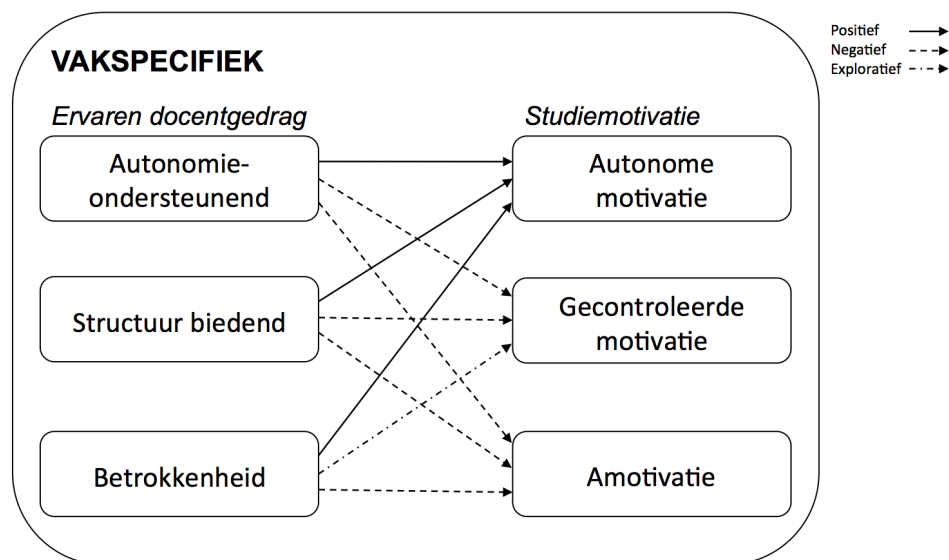 VAKSPECIFIEK
Positief
Negatief
Exploratief
Ervaren docentgedrag
Studiemotivatie
Autonomie-
ondersteunend
Autonome
motivatie
Structuur biedend
Gecontroleerde
motivatie
Betrokkenheid
Amotivatie